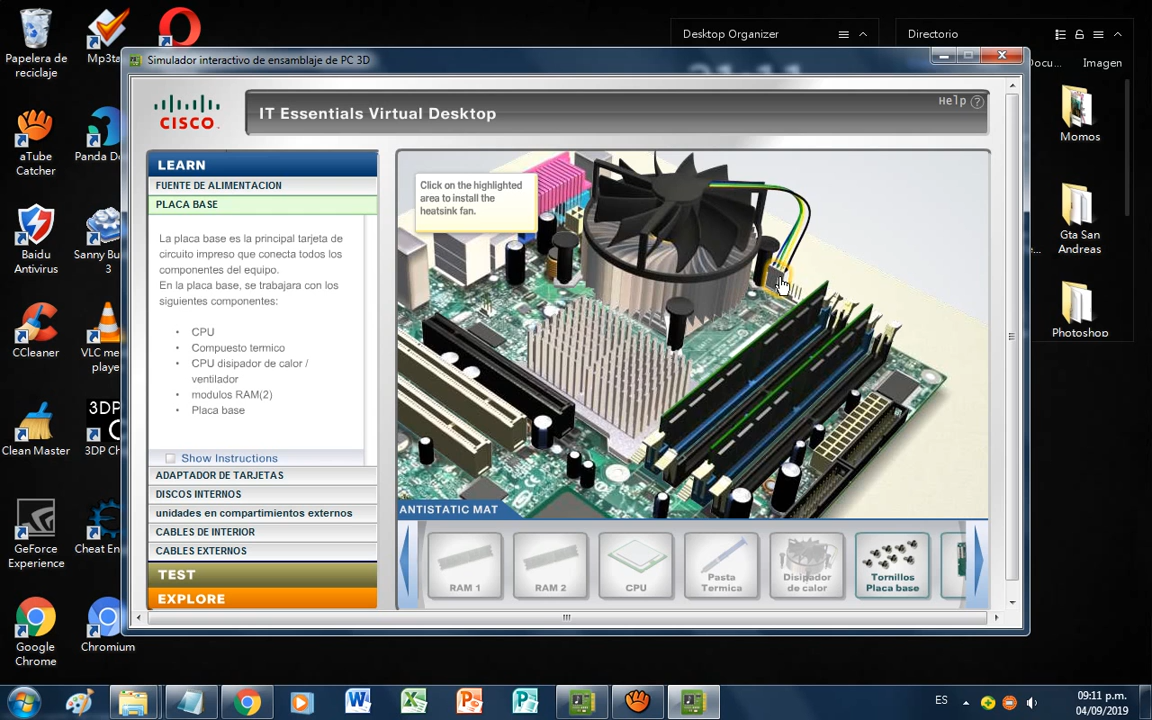 Papelera de
reciclaje
Mp3ta
Desktop Organizer
Directorio
Simulador interactivo de ensamblaje de PC 3D
Imagen
aTube
Catcher
Momos
Baidu
Antivirus
Gta San
Andreas
CCleaner
VLC me
player
Photoshop
Clean Master
3DP
GeForce
Experience
Cheat En
Google
Chrome
Chromium
CISCO
IT Essentials Virtual Desktop
Help ?
LEARN
FUENTE DE ALIMENTACION
PLACA BASE
La placa base es la principal tarjeta de
circuito impreso que conecta todos los
componentes del equipo.
En la placa base, se trabajara con los
siguientes componentes:
• CPU
• Compuesto termico
• CPU disipador de calor /
ventilador
• modulos RAM(2)
• Placa base
Show Instructions
ADAPTADOR DE TARJETAS
DISCOS INTERNOS
unidades en compartimientos externos
CABLES DE INTERIOR
CABLES EXTERNOS
TEST
EXPLORE
Click on the highlighted
area to install the
heatsink fan.
ANTISTATIC MAT
RAM 1
RAM 2
CPU
Pasta
Termica
Disipador
de calor
Tornillos
Placa base
ES
09:11 p.m.
04/09/2019